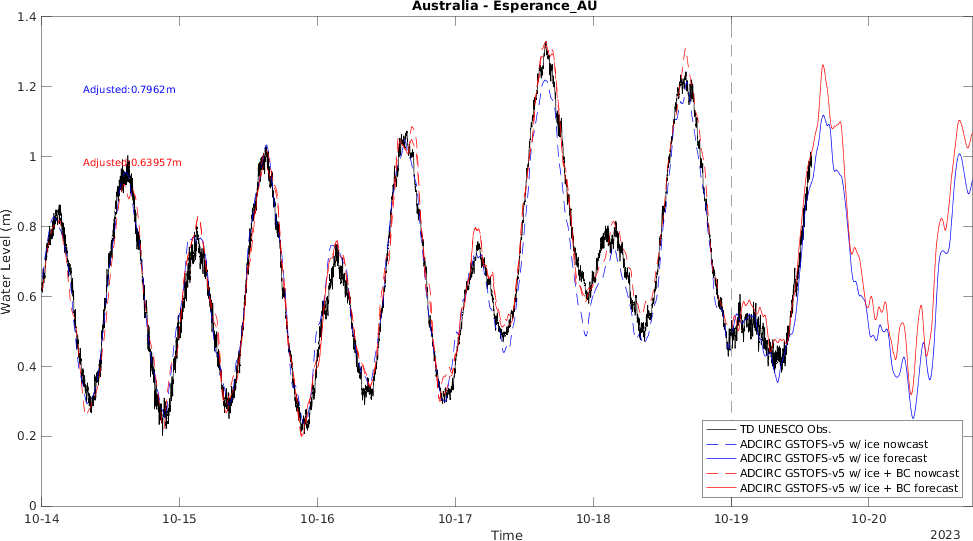 Australia - Esperance_AU
1.4
1.2
1
0.8
0.6
0.4
0.2
0
Water Level (m)
Adjusted:0.7962m
Adjusted:0.63957m
TD UNESCO Obs.
ADCIRC GSTOFS-v5 w/ ice nowcast
ADCIRC GSTOFS-v5 w/ ice forecast
ADCIRC GSTOFS-v5 w/ ice + BC nowcast
ADCIRC GSTOFS-v5 w/ ice + BC forecast
10-14 10-15 10-16 10-17 10-18 10-19 10-20
Time
2023